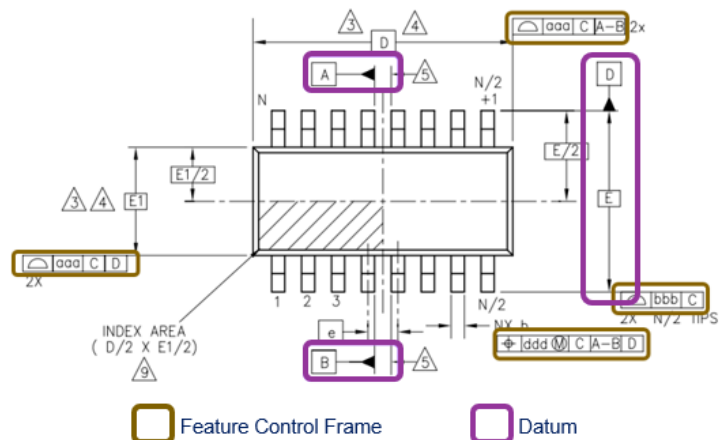 3 4 ⌓ aaa C A-B 2x
D
A 5 D
N N/2
+1
E1/2 E/2
3 4 E1 E
⌓ aaa C D
2X
1 2 3 N/2 ⌓ bbb C
2X N/2 TIPS
INDEX AREA e NX b
( D/2 X E1/2) ⌖ ddd Ⓜ C A-B D
9 B 5
Feature Control Frame Datum